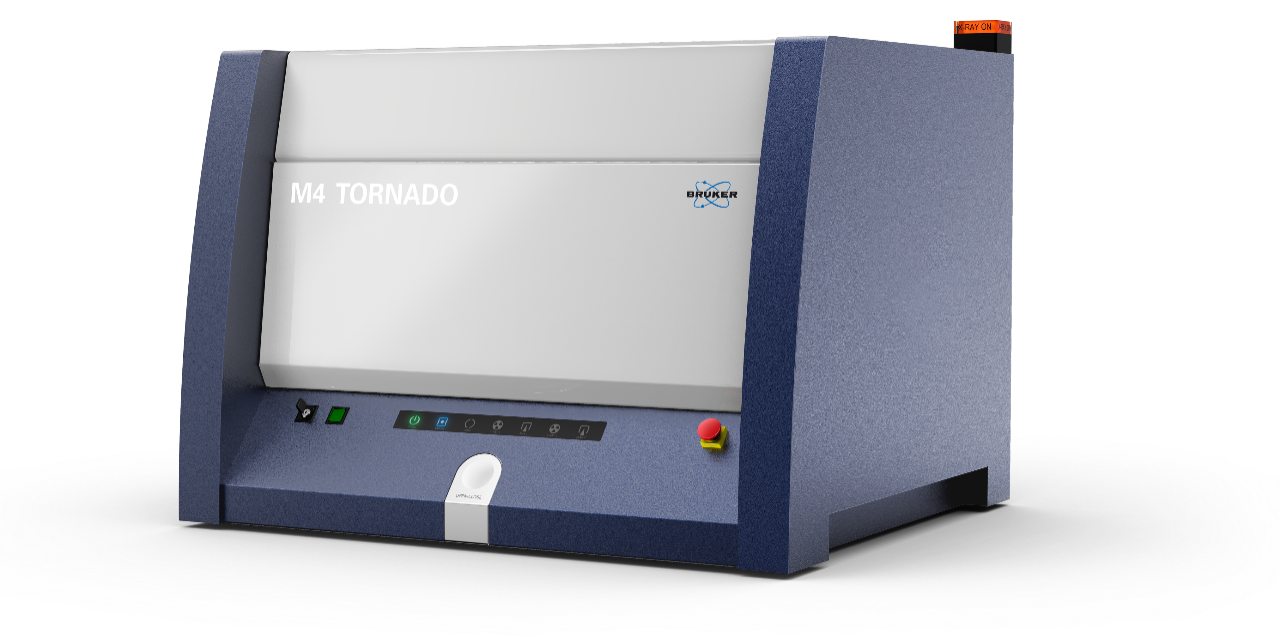 X-RAY ON
M4 TORNADO
BRUKER